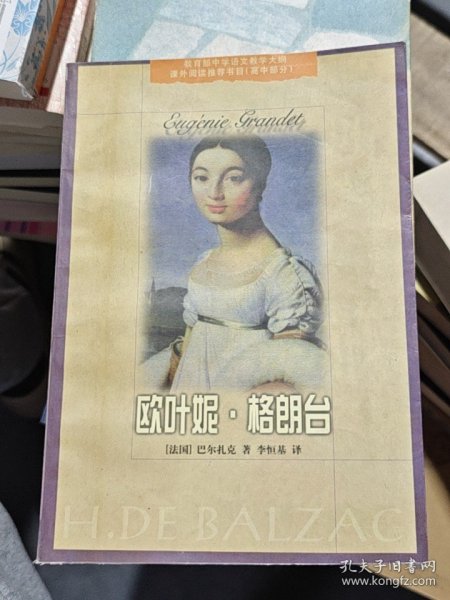 教育部中学语文教学大纲
课外阅读推荐书目(高中部分)
Eugénie Grandet
欧叶妮·格朗台
[法国] 巴尔扎克 著 李恒基 译
H.DE BALZAC
孔夫子旧书网
www.kongfz.com